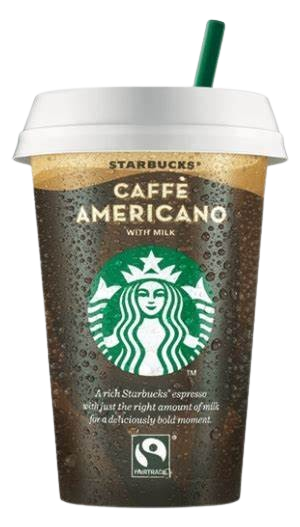 STARBUCKS®
CAFFÈ
AMERICANO
WITH MILK
TM
A rich Starbucks® espresso
with just the right amount of milk
for a deliciously bold moment.
FAIRTRADE